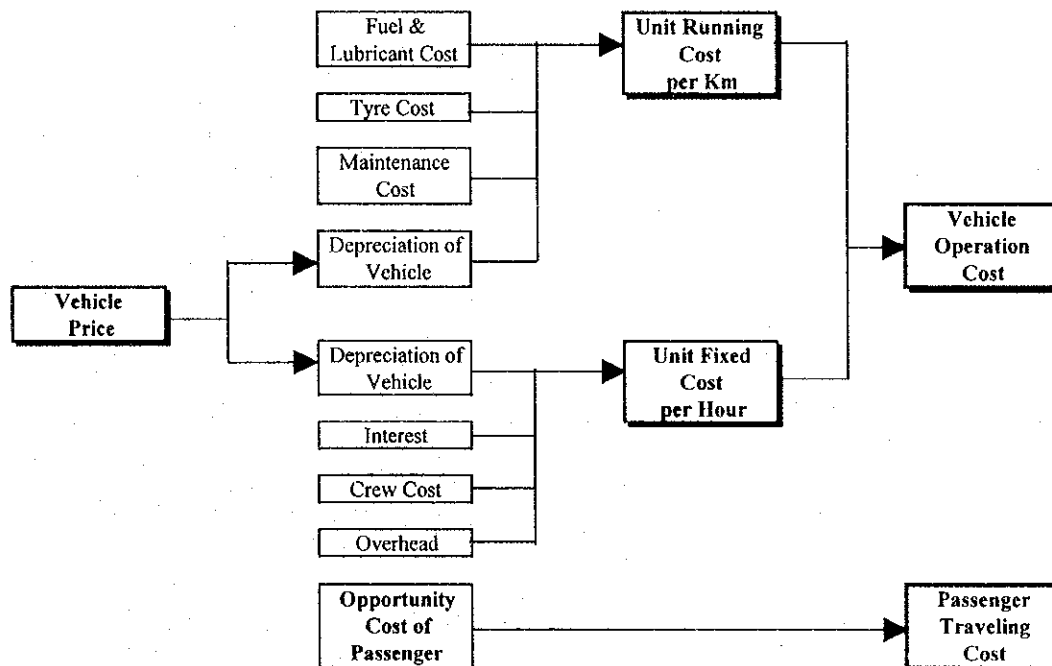 Fuel &
Lubricant Cost
Unit Running
Cost
per Km
Tyre Cost
Maintenance
Cost
Vehicle
Operation
Cost
Depreciation of
Vehicle
Vehicle
Price
Depreciation of
Vehicle
Unit Fixed
Cost
per Hour
Interest
Crew Cost
Overhead
Opportunity
Cost of
Passenger
Passenger
Traveling
Cost